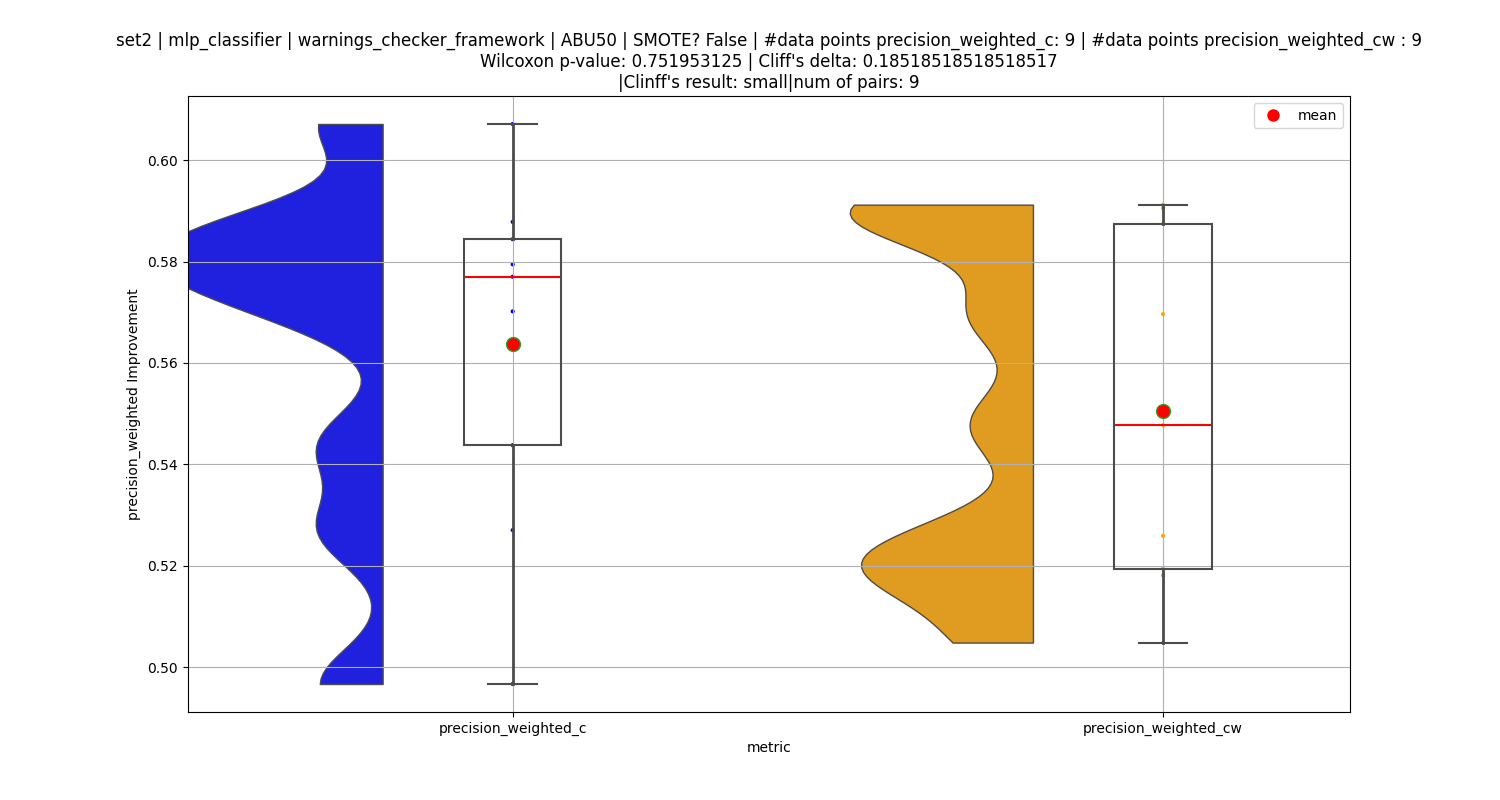 set2 | mlp_classifier | warnings_checker_framework | ABU50 | SMOTE? False | #data points precision_weighted_c: 9 | #data points precision_weighted_cw : 9
Wilcoxon p-value: 0.751953125 | Cliff's delta: 0.18518518518518517
|Clinff's result: small|num of pairs: 9
mean
precision_weighted Improvement
0.60
0.58
0.56
0.54
0.52
0.50
precision_weighted_c
precision_weighted_cw
metric